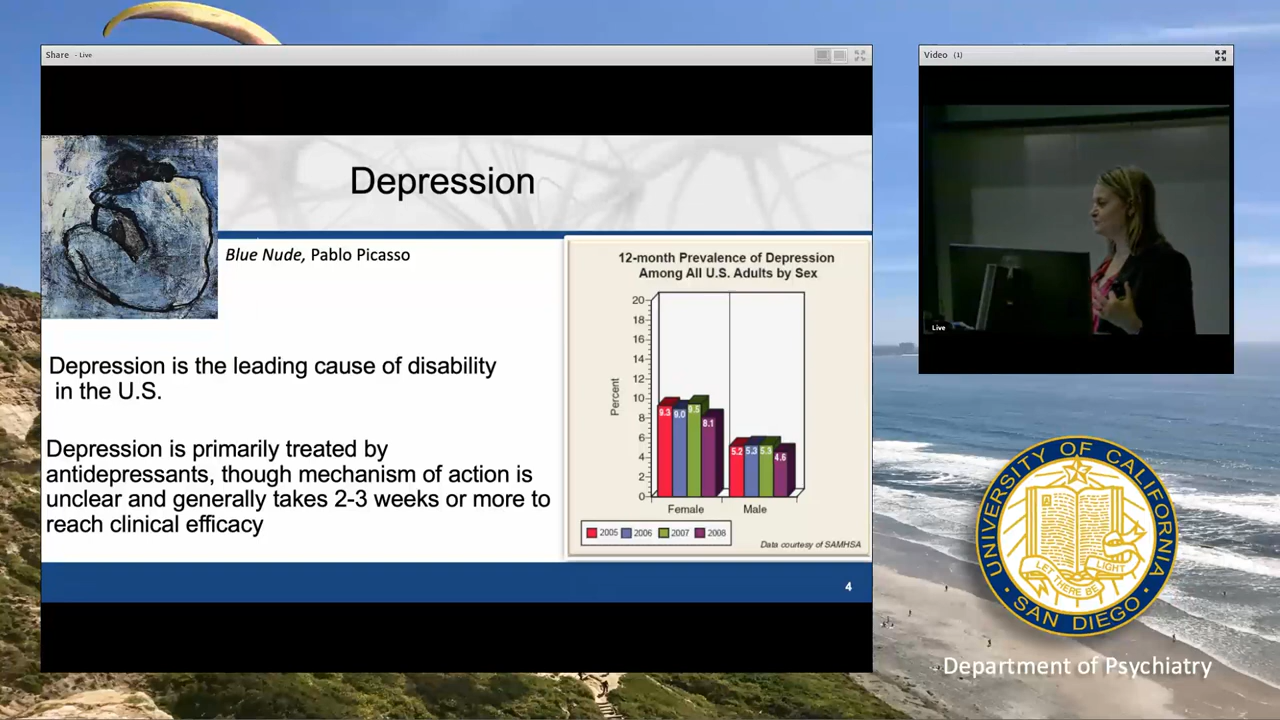 Share - Live
Video (1)
Depression
Blue Nude, Pablo Picasso
Depression is the leading cause of disability
in the U.S.
Depression is primarily treated by
antidepressants, though mechanism of action is
unclear and generally takes 2-3 weeks or more to
reach clinical efficacy
12-month Prevalence of Depression
Among All U.S. Adults by Sex
Percent
20
18
16
14
12
10
8
6
4
2
0
9.3 9.0 9.5 8.1
5.2 5.3 5.3 4.6
Female Male
2005 2006 2007 2008
Data courtesy of SAMHSA
4
Live
UNIVERSITY OF CALIFORNIA
LET THERE BE LIGHT
SAN DIEGO
Department of Psychiatry